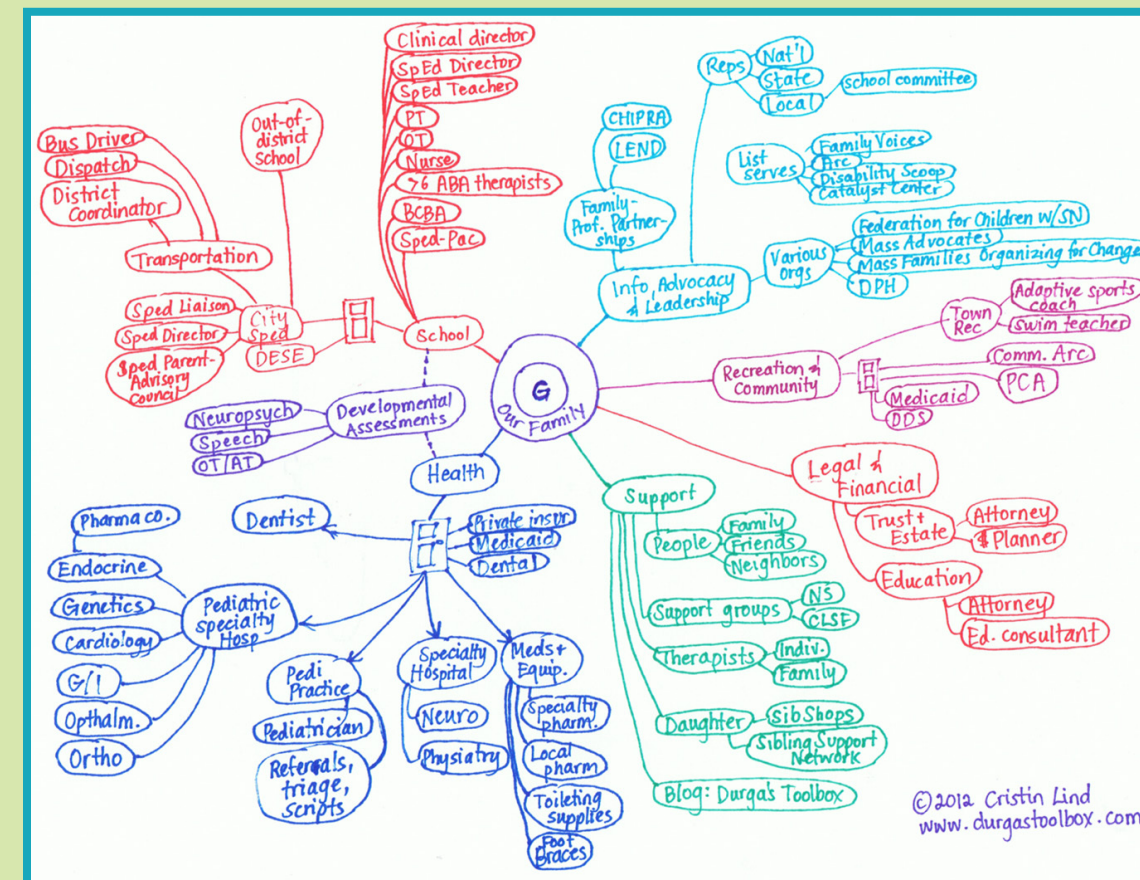 Clinical director
SpEd Director
SpEd Teacher
PT
OT
Nurse
>6 ABA therapists
BCBA
Sped-Pac
Out-of-
district
School
Bus Driver
Dispatch
District
Coordinator
Transportation
Sped Liaison
Sped Director
Sped Parent-
Advisory
Council
City
Sped
DESE
School
Reps
Nat'l
State
Local
school committee
CHIPRA
LEND
Family-
Prof. Partner-
ships
List
serves
Family Voices
Arc
Disability Scoop
Catalyst Center
Info, Advocacy
& Leadership
Various
orgs
Federation for Children w/SN
Mass Advocates
Mass Families Organizing for Change
DPH
G
Our Family
Recreation &
Community
Town
Rec
Adaptive sports
coach
Swim teacher
Comm. Arc
PCA
Medicaid
DDS
Developmental
Assessments
Neuropsych
Speech
OT/AT
Health
Private insur.
Medicaid
Dental
Dentist
Pharma co.
Endocrine
Genetics
Cardiology
G/I
Opthalm.
Ortho
Pediatric
specialty
Hosp
Pedi
Practice
Pediatrician
Referrals,
triage,
scripts
Specialty
Hospital
Neuro
Physiatry
Meds+
Equip.
Specialty
pharm.
Local
pharm
Toileting
supplies
Foot
Braces
Support
People
Family
Friends
Neighbors
Support groups
NS
CLSF
Therapists
Indiv.
Family
Daughter
SibShops
Sibling Support
Network
Blog: Durga's Toolbox
Legal &
Financial
Trust+
Estate
Attorney
$ Planner
Education
Attorney
Ed. consultant
©2012 Cristin Lind
www.durgastoolbox.com